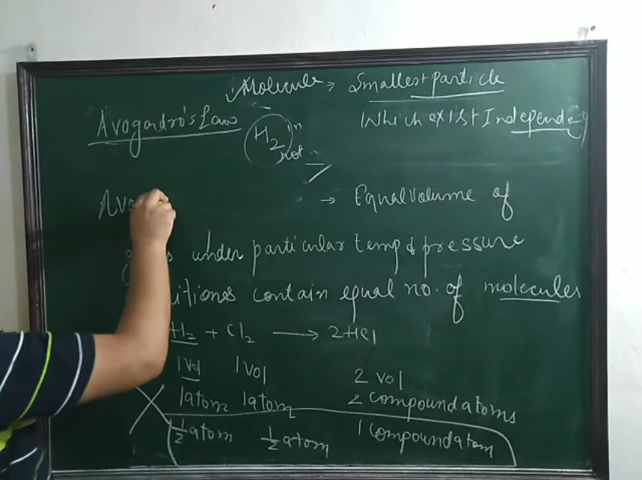 Molecule → Smallest particle
Avogadro's Law
H2
which exist Independently
not
Avo → Equal volume of
under particular temp & pressure
contain equal no. of molecules
H2 + Cl2 → 2HCl
1 Vol 1 Vol 2 vol
1 atom 1 atom 2 compound atoms
1/2 atom 1/2 atom 1 compound atom